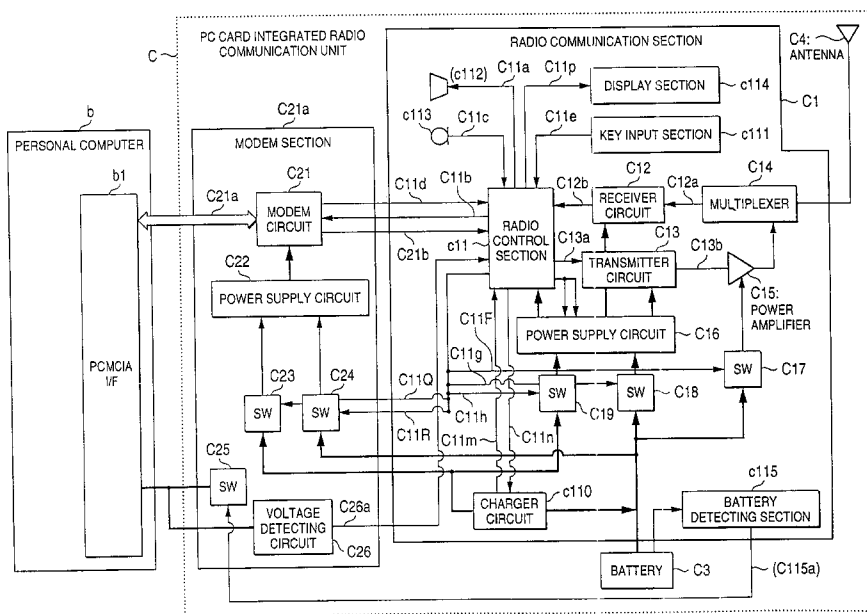 PC CARD INTEGRATED RADIO
COMMUNICATION UNIT
C
RADIO COMMUNICATION SECTION
C4:
ANTENNA
C1
(c112)
C11a
C11p
DISPLAY SECTION
c114
c113
C11c
C11e
KEY INPUT SECTION
c111
b
PERSONAL COMPUTER
b1
PCMCIA
I/F
C21a
MODEM SECTION
C21a
C21
MODEM
CIRCUIT
C11d
C11b
C21b
c11
RADIO
CONTROL
SECTION
C12b
C12
RECEIVER
CIRCUIT
C12a
C14
MULTIPLEXER
C13a
C13
TRANSMITTER
CIRCUIT
C13b
C15:
POWER
AMPLIFIER
C22
POWER SUPPLY CIRCUIT
C11F
POWER SUPPLY CIRCUIT
C16
C11g
C23
SW
C24
SW
C11Q
C11R
C11h
C11m
C11n
SW
C19
SW
C18
SW
C17
C25
SW
VOLTAGE
DETECTING
CIRCUIT
C26a
C26
CHARGER
CIRCUIT
c110
c115
BATTERY
DETECTING SECTION
BATTERY
C3
(C115a)